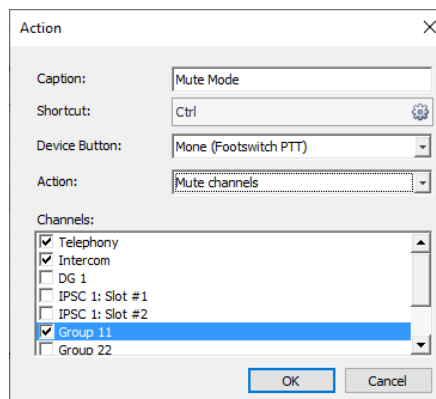 Action
Caption: Mute Mode
Shortcut: Ctrl
Device Button: Mone (Footswitch PTT)
Action: Mute channels
Channels:
Telephony
Intercom
DG 1
IPSC 1: Slot #1
IPSC 1: Slot #2
Group 11
Group 22
OK Cancel